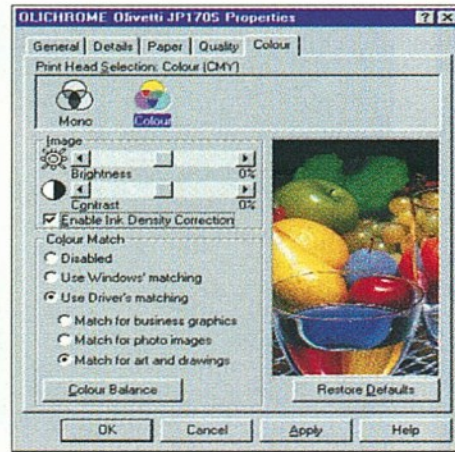 OLICHROME Olivetti JP170S Properties
General Details Paper Quality Colour
Print Head Selection: Colour (CMY)
Mono Colour
Image
Brightness 0%
Contrast 0%
Enable Ink Density Correction
Colour Match
Disabled
Use Windows' matching
Use Driver's matching
Match for business graphics
Match for photo images
Match for art and drawings
Colour Balance Restore Defaults
OK Cancel Apply Help